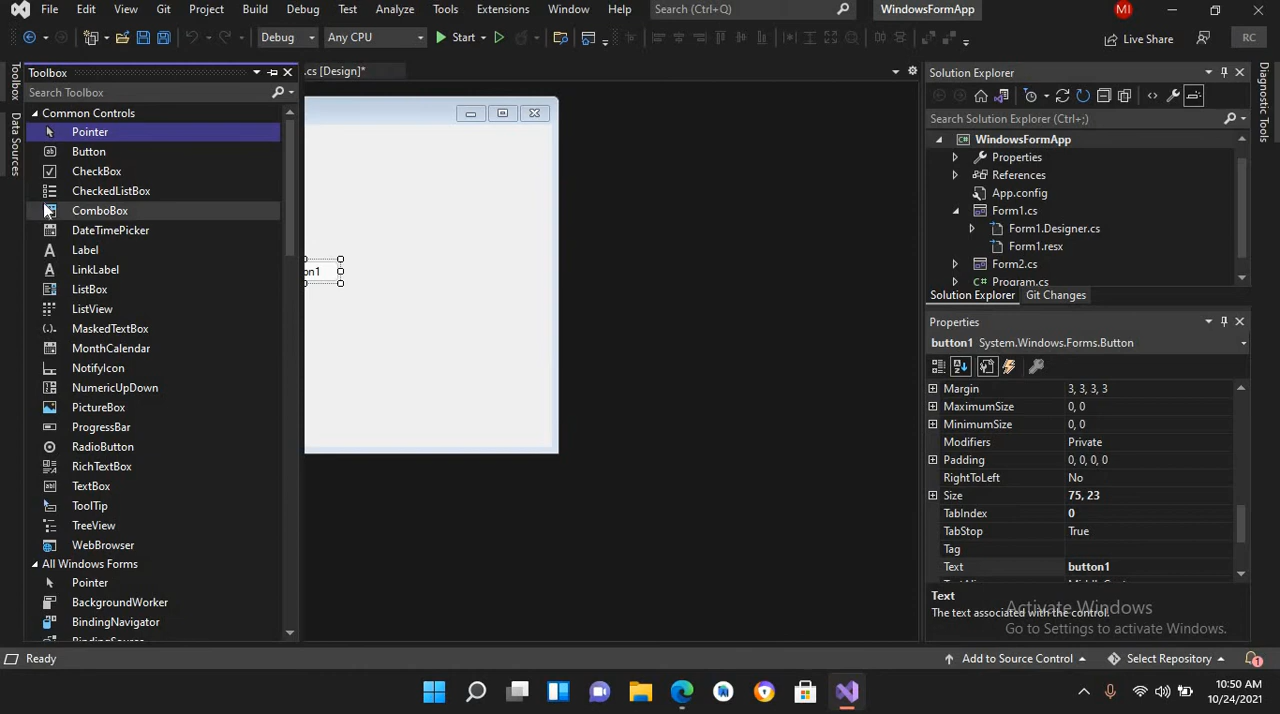 File Edit View Git Project Build Debug Test Analyze Tools Extensions Window Help Search (Ctrl+Q) WindowsFormApp MI
Debug Any CPU Start Live Share RC
Toolbox
Data Sources
Toolbox
Search Toolbox
Common Controls
Pointer
Button
CheckBox
CheckedListBox
ComboBox
DateTimePicker
Label
LinkLabel
ListBox
ListView
MaskedTextBox
MonthCalendar
NotifyIcon
NumericUpDown
PictureBox
ProgressBar
RadioButton
RichTextBox
TextBox
ToolTip
TreeView
WebBrowser
All Windows Forms
Pointer
BackgroundWorker
BindingNavigator
.cs [Design]*
on1
Solution Explorer
Search Solution Explorer (Ctrl+;)
WindowsFormApp
Properties
References
App.config
Form1.cs
Form1.Designer.cs
Form1.resx
Form2.cs
Program.cs
Solution Explorer Git Changes
Properties
button1 System.Windows.Forms.Button
Margin 3, 3, 3, 3
MaximumSize 0, 0
MinimumSize 0, 0
Modifiers Private
Padding 0, 0, 0, 0
RightToLeft No
Size 75, 23
TabIndex 0
TabStop True
Tag
Text button1
Text
The text associated with the control.
Activate Windows
Go to Settings to activate Windows.
Diagnostic Tools
Ready Add to Source Control Select Repository 1
10:50 AM
10/24/2021